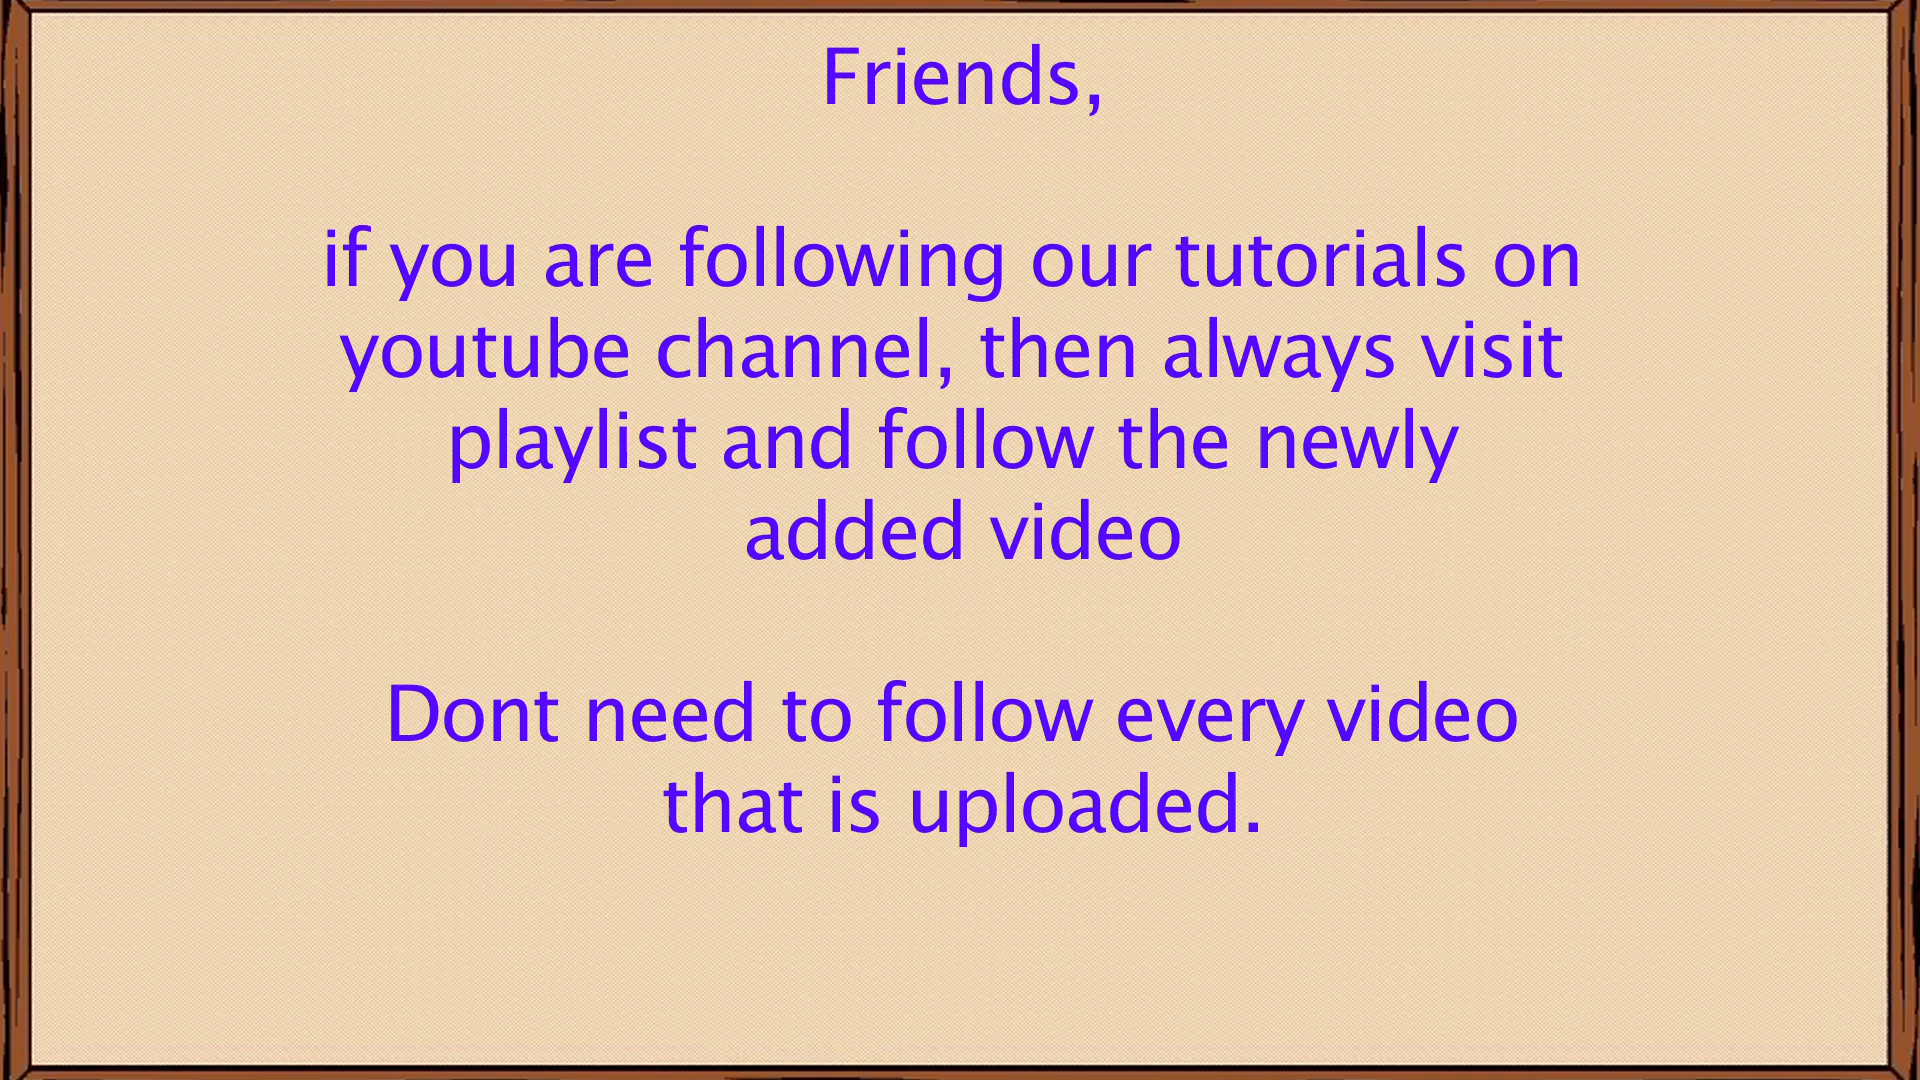 Friends,
if you are following our tutorials on
youtube channel, then always visit
playlist and follow the newly
added video
Dont need to follow every video
that is uploaded.